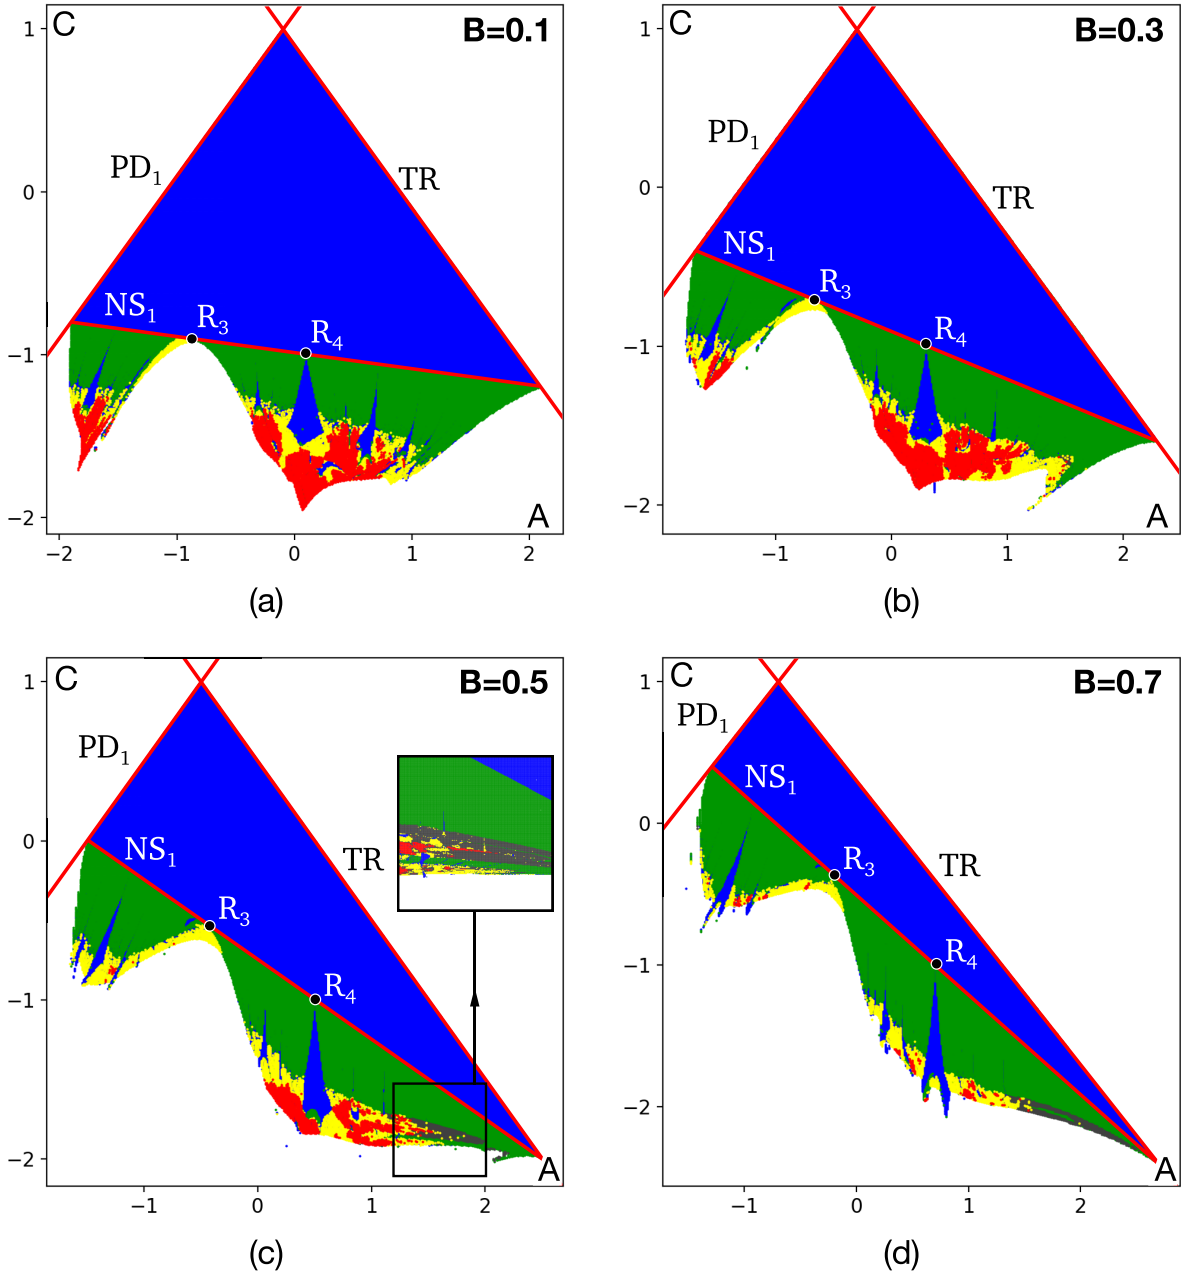 C
B=0.1
1
PD₁
TR
0
NS₁
R₃
R₄
−1
−2
A
−2
−1
0
1
2
(a)
C
B=0.3
1
PD₁
TR
0
NS₁
R₃
R₄
−1
−2
A
−1
0
1
2
(b)
C
B=0.5
1
PD₁
TR
0
NS₁
R₃
R₄
−1
−2
A
−1
0
1
2
(c)
C
B=0.7
1
PD₁
NS₁
0
R₃
TR
R₄
−1
−2
A
−1
0
1
2
(d)